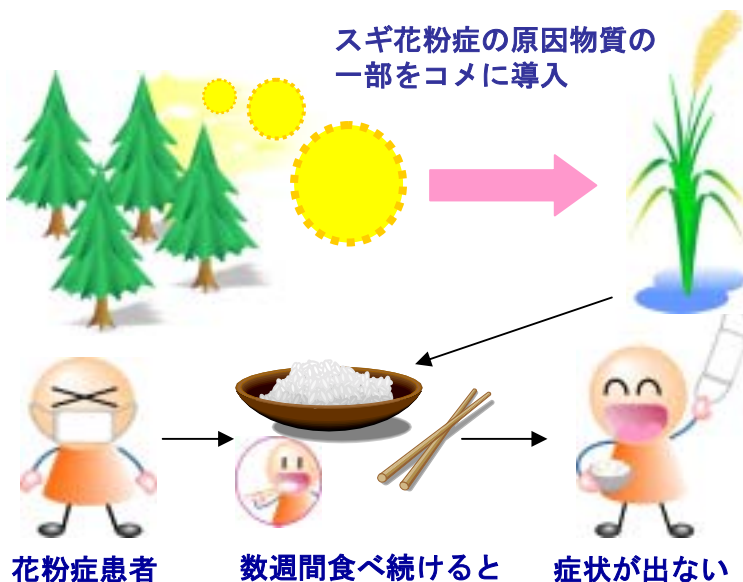 スギ花粉症の原因物質の
一部をコメに導入
花粉症患者
数週間食べ続けると
症状が出ない